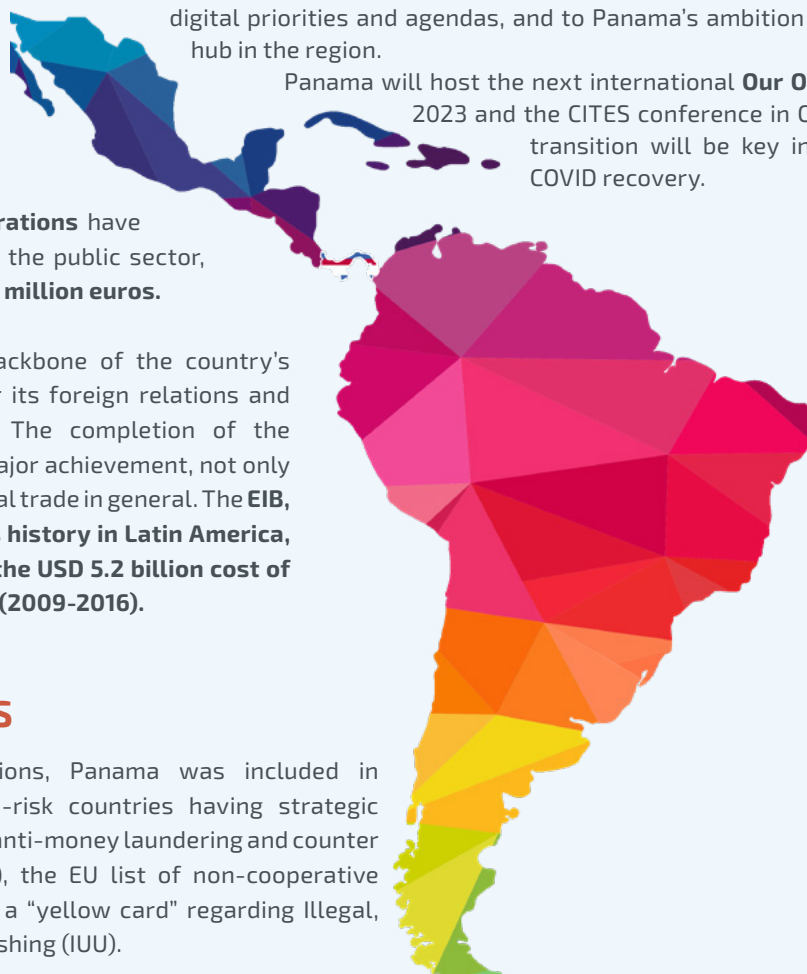 digital priorities and agendas, and to Panama's ambition
hub in the region.
Panama will host the next international Our O
2023 and the CITES conference in
transition will be key in
COVID recovery.
rations have
the public sector,
million euros.
ackbone of the country's
its foreign relations and
The completion of the
ajor achievement, not only
al trade in general. The EIB,
history in Latin America,
the USD 5.2 billion cost of
(2009-2016).
s
ions, Panama was included in
-risk countries having strategic
anti-money laundering and counter
), the EU list of non-cooperative
a “yellow card” regarding Illegal,
shing (IUU).